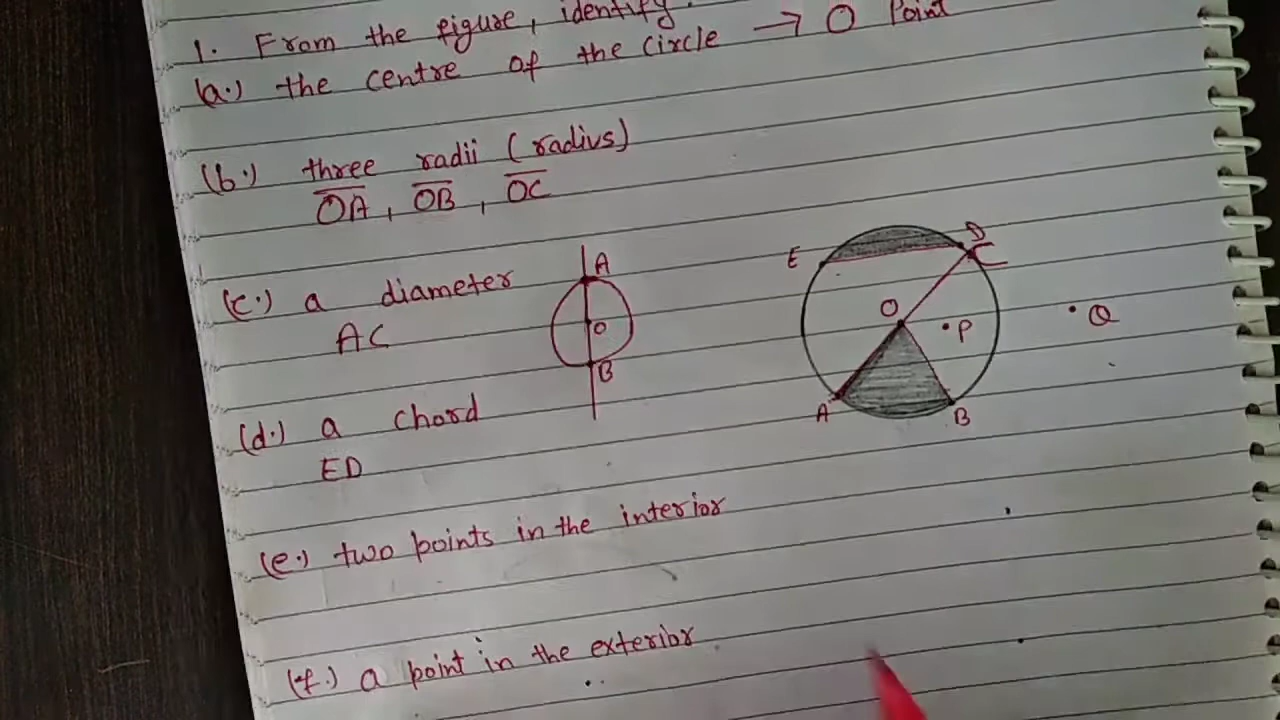 1. From the figure, identify:
(a.) the centre of the circle → O Point
(b.) three radii (radius)
OA, OB, OC
(c.) a diameter
AC
A
O
B
(d.) a chord
ED
E
D
C
O
P
Q
A
B
(e.) two points in the interior
(f.) a point in the exterior